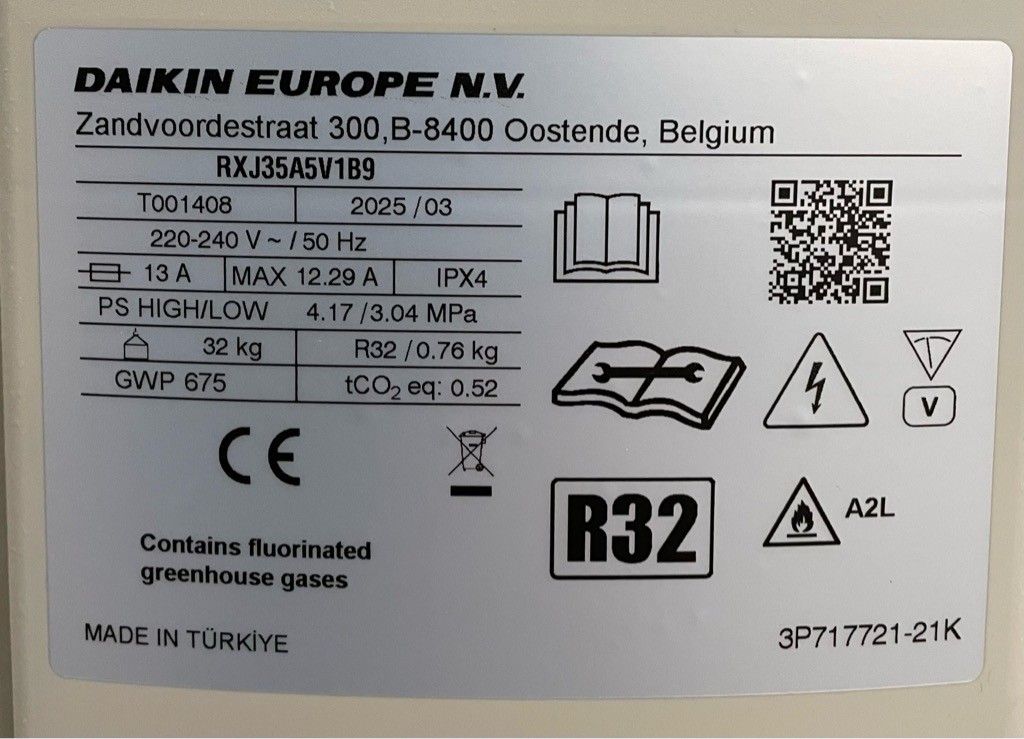 DAIKIN EUROPE N.V.
Zandvoordestraat 300,B-8400 Oostende, Belgium
RXJ35A5V1B9
T001408 2025 / 03
220-240 V ~ / 50 Hz
13 A MAX 12.29 A IPX4
PS HIGH/LOW 4.17 /3.04 MPa
32 kg R32 / 0.76 kg
GWP 675 tCO₂ eq: 0.52
V
CE
R32
A2L
Contains fluorinated
greenhouse gases
MADE IN TÜRKİYE
3P717721-21K